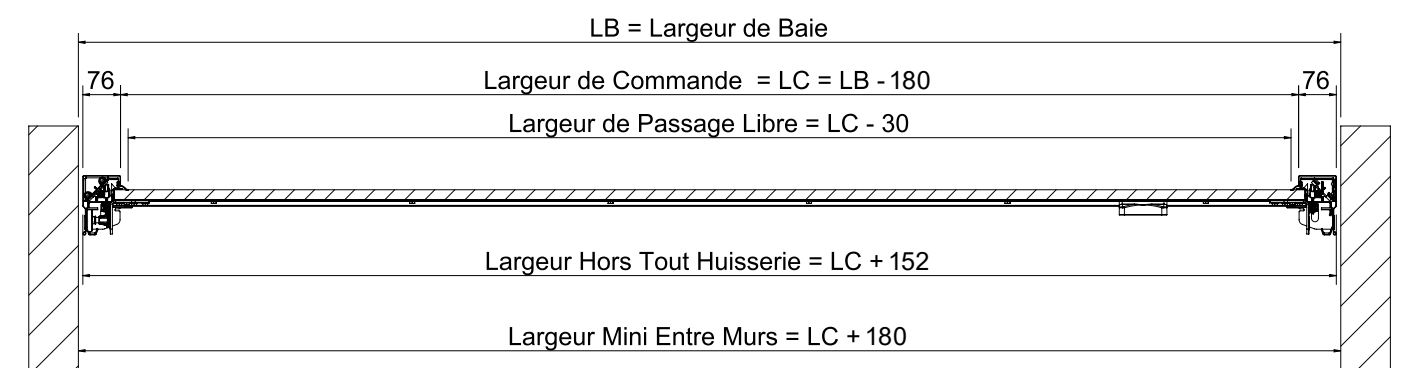 LB = Largeur de Baie
76 Largeur de Commande = LC = LB - 180 76
Largeur de Passage Libre = LC - 30
Largeur Hors Tout Huisserie = LC + 152
Largeur Mini Entre Murs = LC + 180